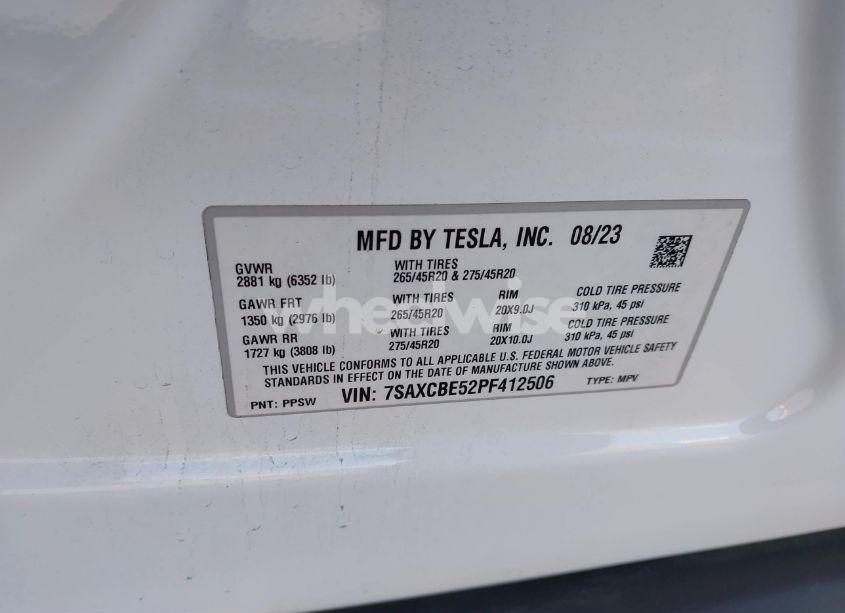 MFD BY TESLA, INC. 08/23
GVWR
2881 kg (6352 lb)
WITH TIRES
265/45R20 & 275/45R20
GAWR FRT
1350 kg (2976 lb)
WITH TIRES
265/45R20
RIM
20X9.0J
COLD TIRE PRESSURE
310 kPa, 45 psi
GAWR RR
1727 kg (3808 lb)
WITH TIRES
275/45R20
RIM
20X10.0J
COLD TIRE PRESSURE
310 kPa, 45 psi
THIS VEHICLE CONFORMS TO ALL APPLICABLE U.S. FEDERAL MOTOR VEHICLE SAFETY
STANDARDS IN EFFECT ON THE DATE OF MANUFACTURE SHOWN ABOVE.
PNT: PPSW VIN: 7SAXCBE52PF412506 TYPE: MPV
wheelwise